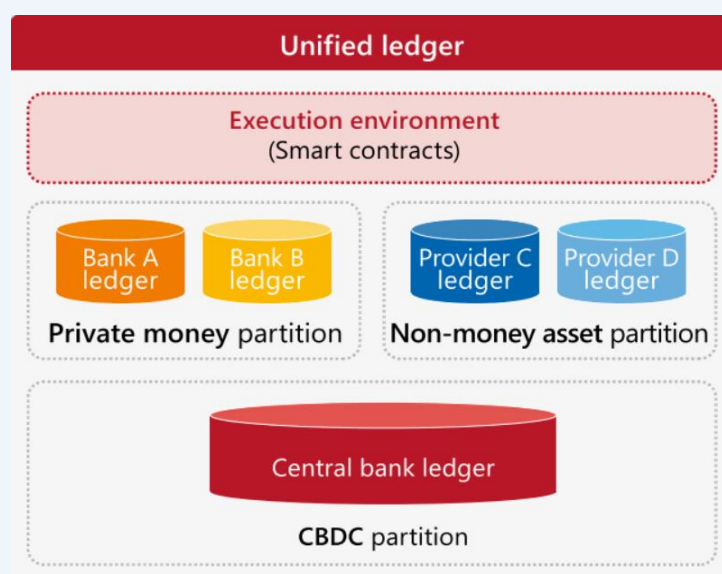 Unified ledger
Execution environment
(Smart contracts)
Bank A
ledger
Bank B
ledger
Private money partition
Provider C
ledger
Provider D
ledger
Non-money asset partition
Central bank ledger
CBDC partition